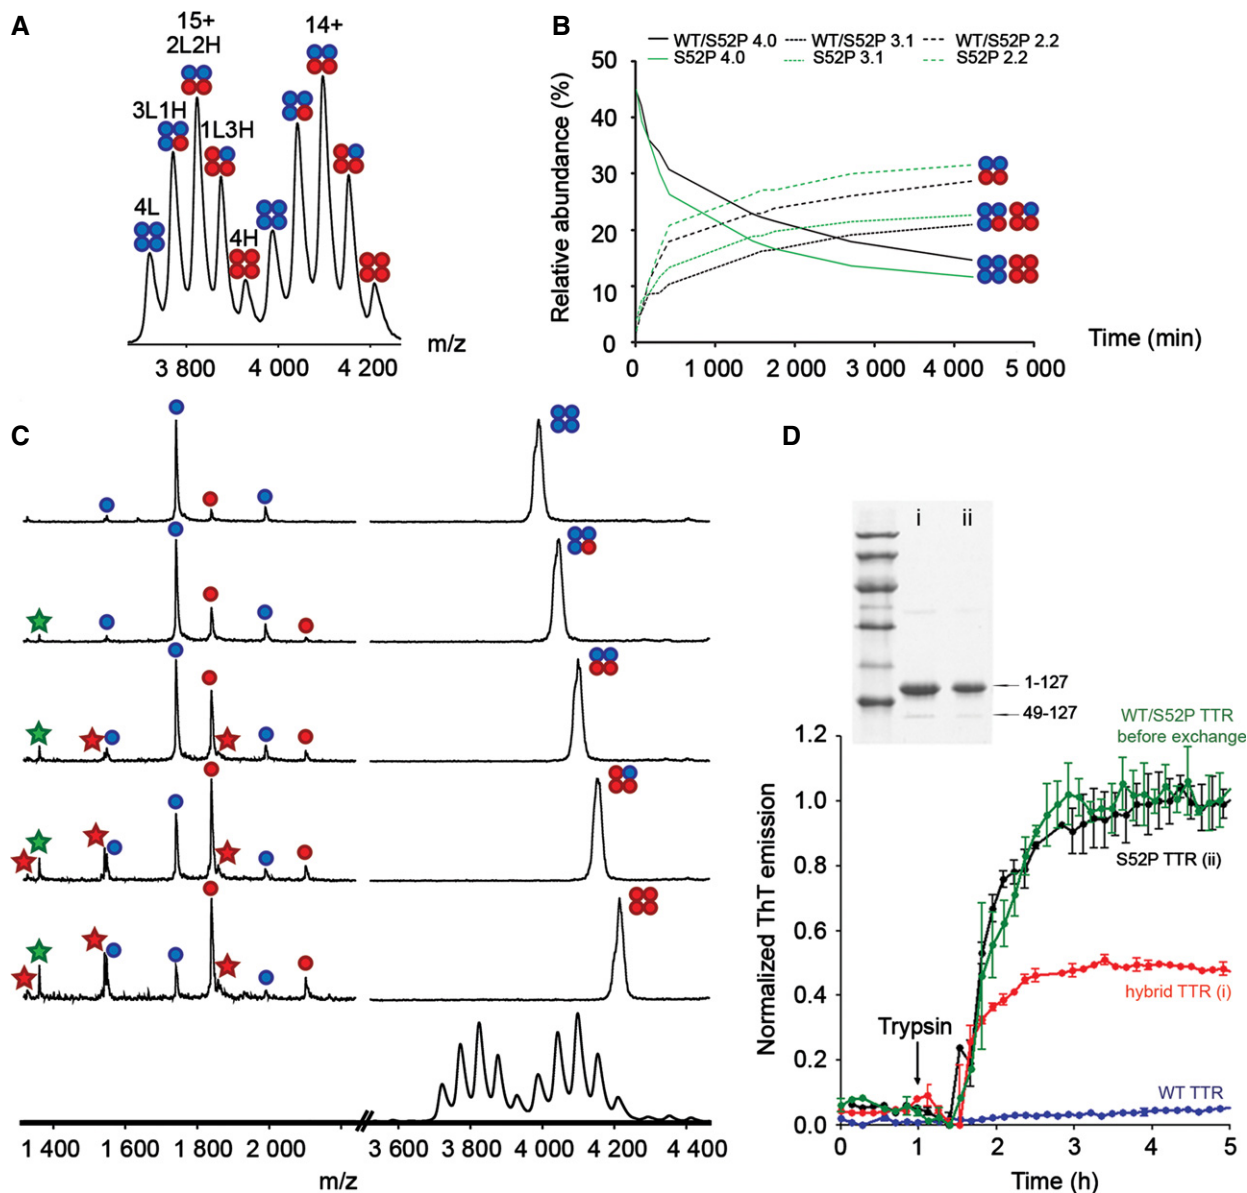 A
15+
2L2H
14+
3L1H
1L3H
4L
4H
m/z
3 800 4 000 4 200
B
WT/S52P 4.0 WT/S52P 3.1 WT/S52P 2.2
S52P 4.0 S52P 3.1 S52P 2.2
Relative abundance (%)
50
40
30
20
10
0
0 1 000 2 000 3 000 4 000 5 000
Time (min)
C
1 400 1 600 1 800 2 000 3 600 3 800 4 000 4 200 4 400
m/z
D
i ii
1-127
49-127
WT/S52P TTR
before exchange
S52P TTR (ii)
hybrid TTR (i)
WT TTR
Trypsin
Normalized ThT emission
1.2
1.0
0.8
0.6
0.4
0.2
0.0
0 1 2 3 4 5
Time (h)